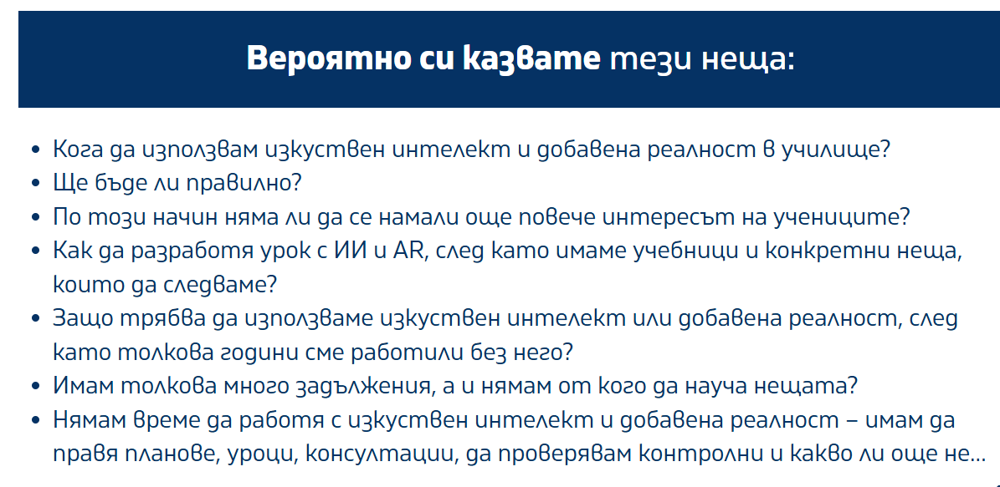 Вероятно си казвате тези неща:
• Кога да използвам изкуствен интелект и добавена реалност в училище?
• Ще бъде ли правилно?
• По този начин няма ли да се намали още повече интересът на учениците?
• Как да разработя урок с ИИ и AR, след като имаме учебници и конкретни неща,
които да следваме?
• Защо трябва да използваме изкуствен интелект или добавена реалност, след
като толкова години сме работили без него?
• Имам толкова много задължения, а и нямам от кого да науча нещата?
• Нямам време да работя с изкуствен интелект и добавена реалност – имам да
правя планове, уроци, консултации, да проверявам контролни и какво ли още не...